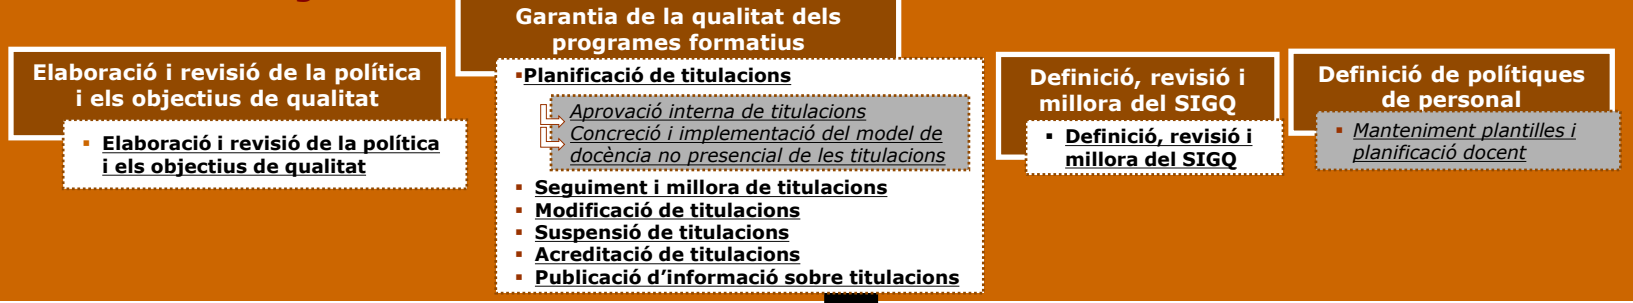 Elaboració i revisió de la política
i els objectius de qualitat
▪ Elaboració i revisió de la política
i els objectius de qualitat
Garantia de la qualitat dels
programes formatius
▪Planificació de titulacions
Aprovació interna de titulacions
Concreció i implementació del model de
docència no presencial de les titulacions
▪ Seguiment i millora de titulacions
▪ Modificació de titulacions
▪ Suspensió de titulacions
▪ Acreditació de titulacions
▪ Publicació d’informació sobre titulacions
Definició, revisió i
millora del SIGQ
▪ Definició, revisió i
millora del SIGQ
Definició de polítiques
de personal
▪ Manteniment plantilles i
planificació docent